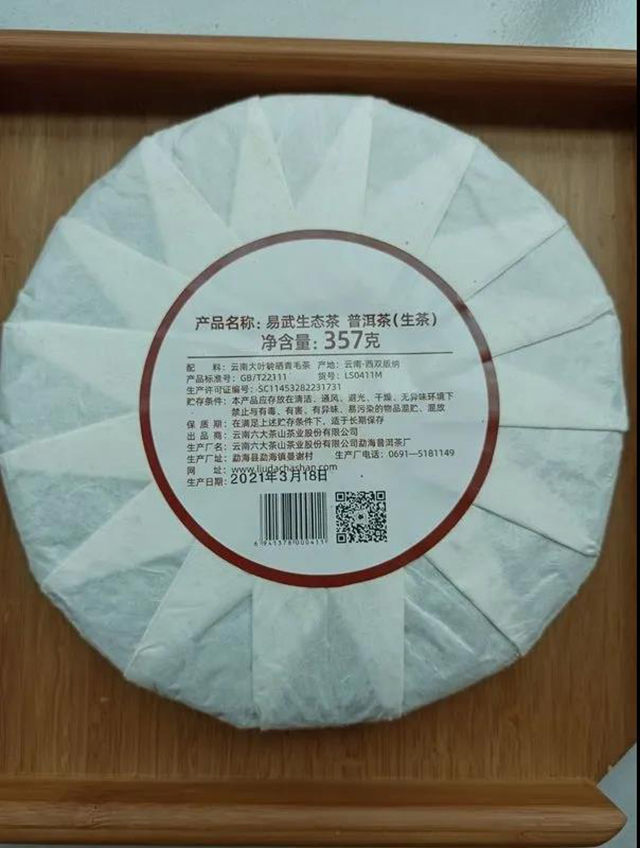 产品名称：易武生态茶 普洱茶（生茶）
净含量：357克
配 料：云南大叶种晒青毛茶 产地：云南·西双版纳
产品标准号：GB/T22111 货号：LS0411M
生产许可证编号：SC11453282231731
贮存条件：本产品应存放在清洁、通风、避光、干燥、无异味环境下
禁止与有毒、有害、有异味、易污染的物品混贮、混放
保 质 期：在满足上述贮存条件下，适于长期保存
出 品 商：云南六大茶山茶业股份有限公司
生产厂名：云南六大茶山茶业股份有限公司勐海普洱茶厂
生产厂址：勐海县勐海镇曼谢村 生产厂电话：0691—5181149
网 址：www.liudachashan.com
生产日期：2021年3月18日
6 941378 000411